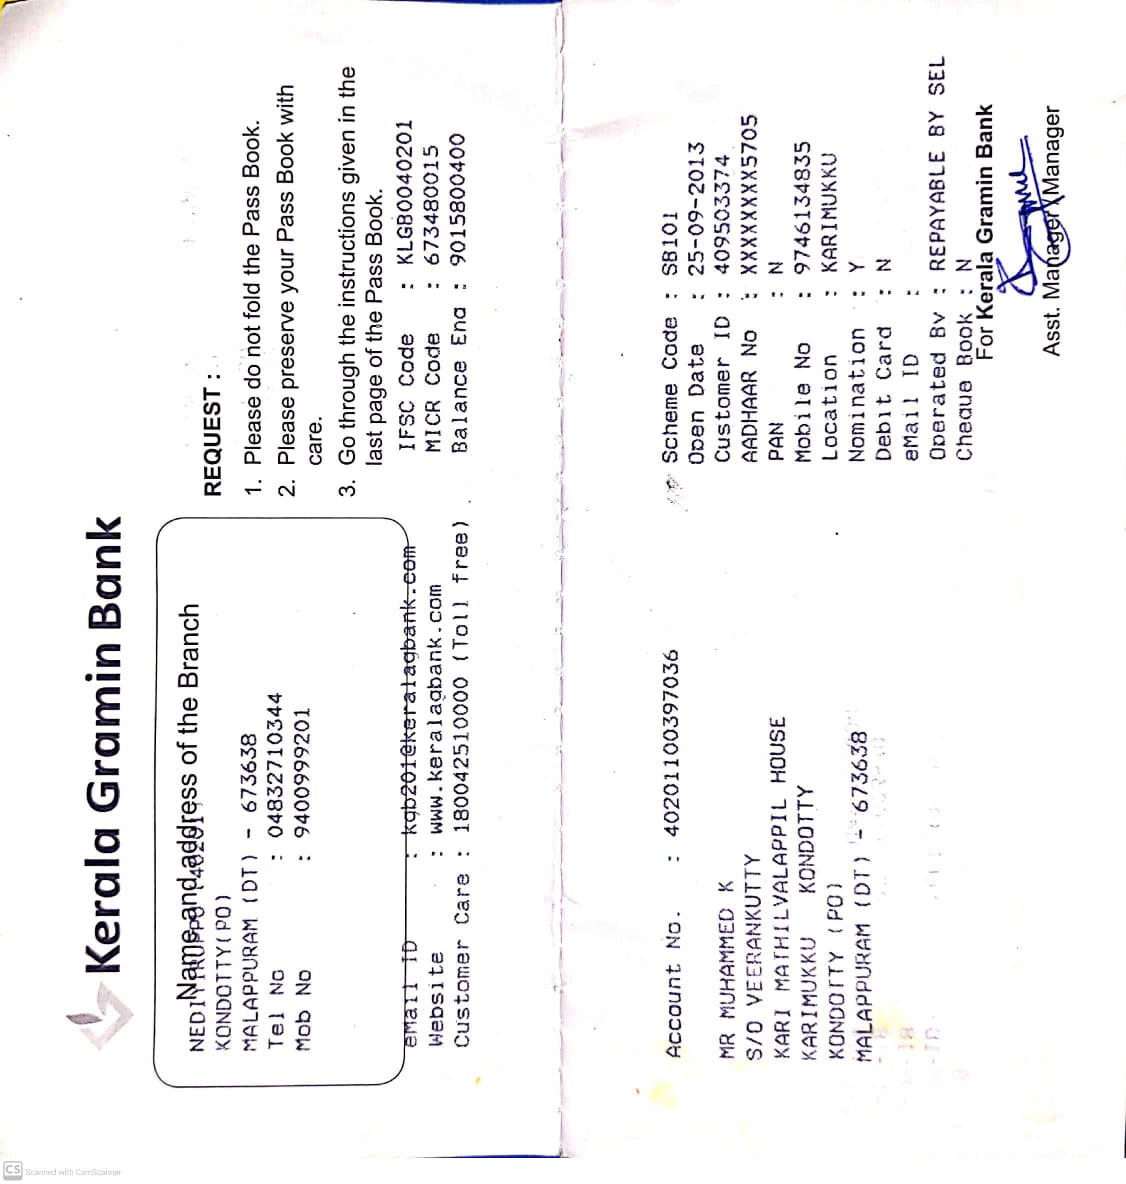 Kerala Gramin Bank
Name and address of the Branch
KONDOTTY(PO)
MALAPPURAM (DT) - 673638
Tel No : 04832710344
Mob No : 9400999201
eMail ID : kgb201@keralagbank.com
Website : www.keralagbank.com
Customer Care : 180042510000 (Toll free)
REQUEST :
1. Please do not fold the Pass Book.
2. Please preserve your Pass Book with
care.
3. Go through the instructions given in the
last page of the Pass Book.
IFSC Code : KLGB0040201
MICR Code : 673480015
Balance Enq : 9015800400
Account No. : 40201100397036
MR MUHAMMED K
S/O VEERANKUTTY
KARI MATHILVALAPPIL HOUSE
KARIMUKKU KONDOTTY
KONDOTTY (PO)
MALAPPURAM (DT) - 673638
Scheme Code : SB101
Open Date : 25-09-2013
Customer ID : 409503374
AADHAAR No : XXXXXXXX5705
PAN : N
Mobile No : 9746134835
Location : KARIMUKKU
Nomination : Y
Debit Card : N
eMail ID :
Operated By : REPAYABLE BY SEL
Cheque Book : N
For Kerala Gramin Bank
Asst. Manager / Manager
CS Scanned with CamScanner